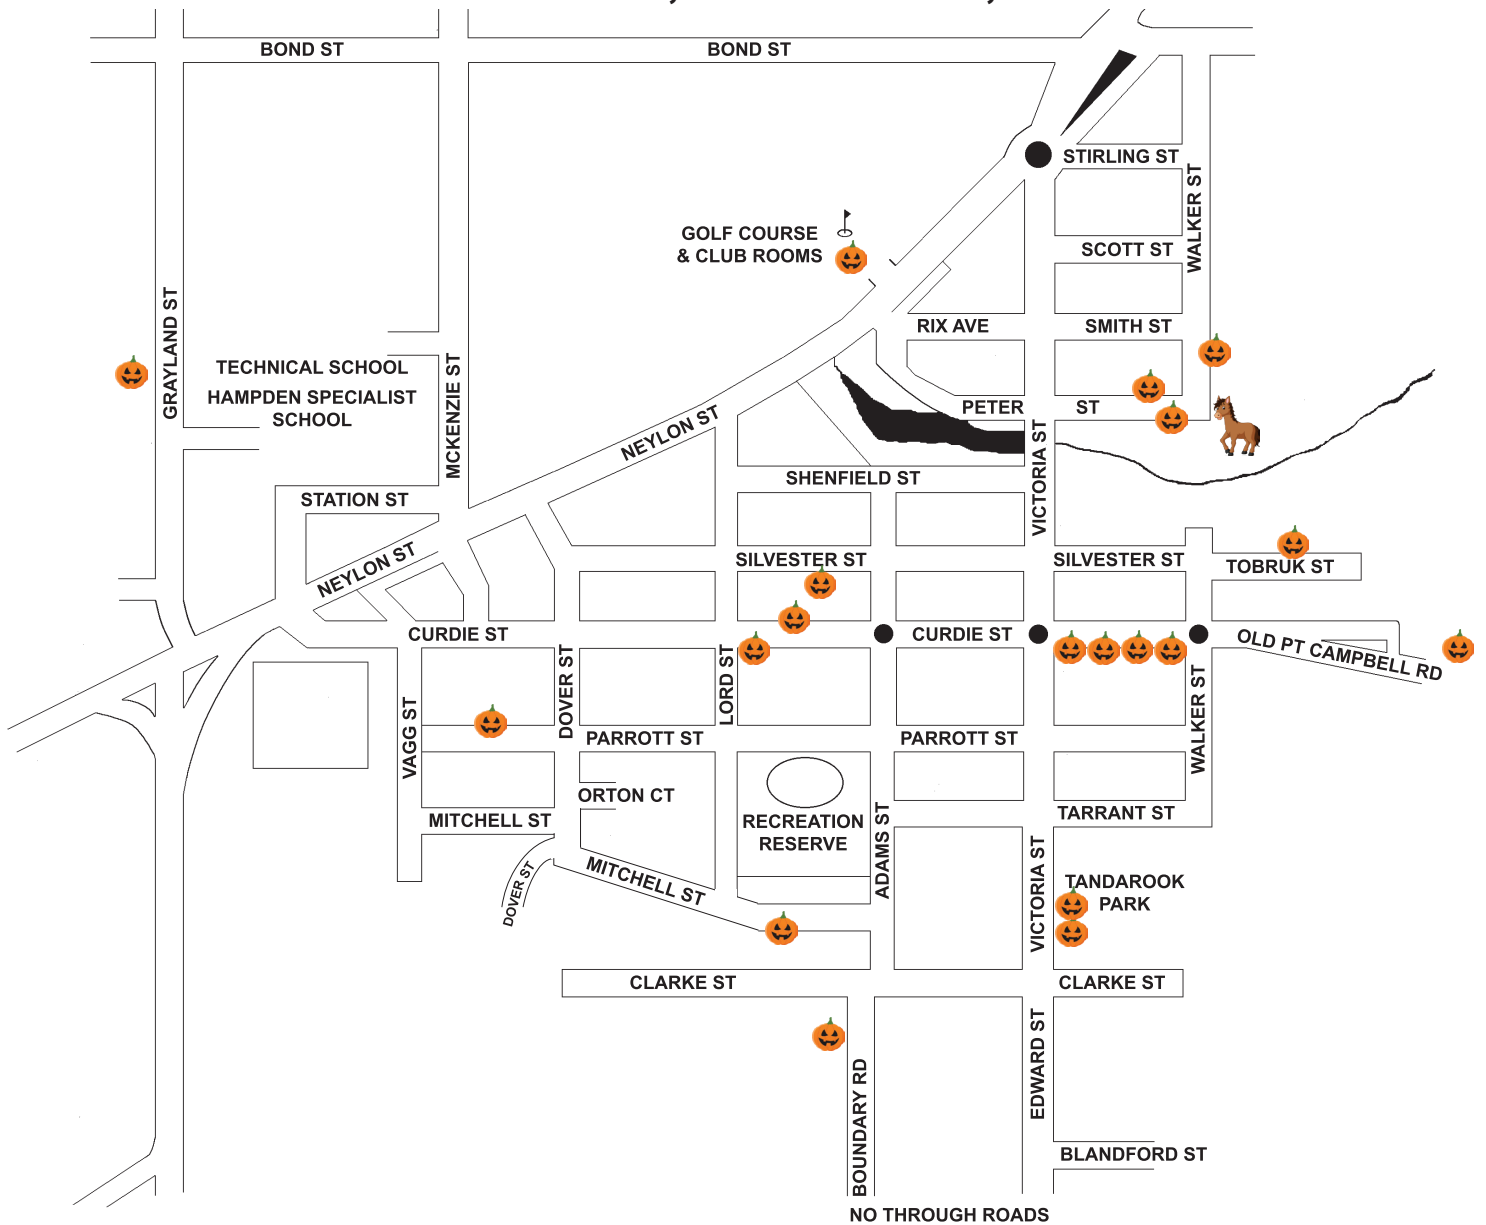 BOND ST
BOND ST
STIRLING ST
WALKER ST
GOLF COURSE
& CLUB ROOMS
SCOTT ST
GRAYLAND ST
RIX AVE
SMITH ST
TECHNICAL SCHOOL
HAMPDEN SPECIALIST
SCHOOL
MCKENZIE ST
NEYLON ST
PETER ST
VICTORIA ST
SHENFIELD ST
STATION ST
NEYLON ST
SILVESTER ST
SILVESTER ST
TOBRUK ST
CURDIE ST
CURDIE ST
OLD PT CAMPBELL RD
DOVER ST
LORD ST
WALKER ST
VAGG ST
PARROTT ST
PARROTT ST
ORTON CT
MITCHELL ST
RECREATION
RESERVE
ADAMS ST
TARRANT ST
MITCHELL ST
DOVER ST
VICTORIA ST
TANDAROOK
PARK
CLARKE ST
CLARKE ST
BOUNDARY RD
EDWARD ST
BLANDFORD ST
NO THROUGH ROADS